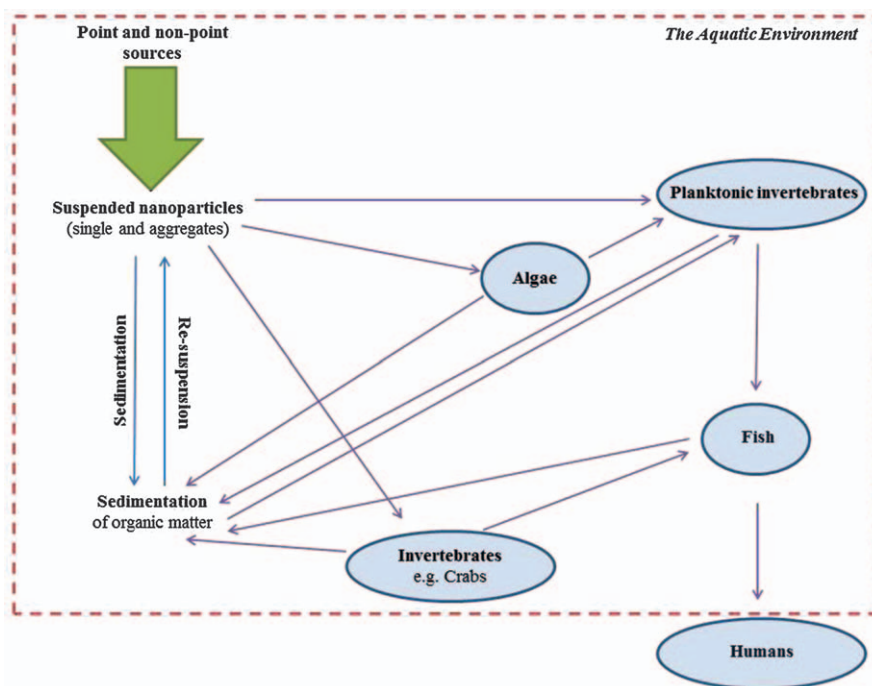 Point and non-point
sources
The Aquatic Environment
Suspended nanoparticles
(single and aggregates)
Planktonic invertebrates
Algae
Sedimentation
Re-suspension
Fish
Sedimentation
of organic matter
Invertebrates
e.g. Crabs
Humans